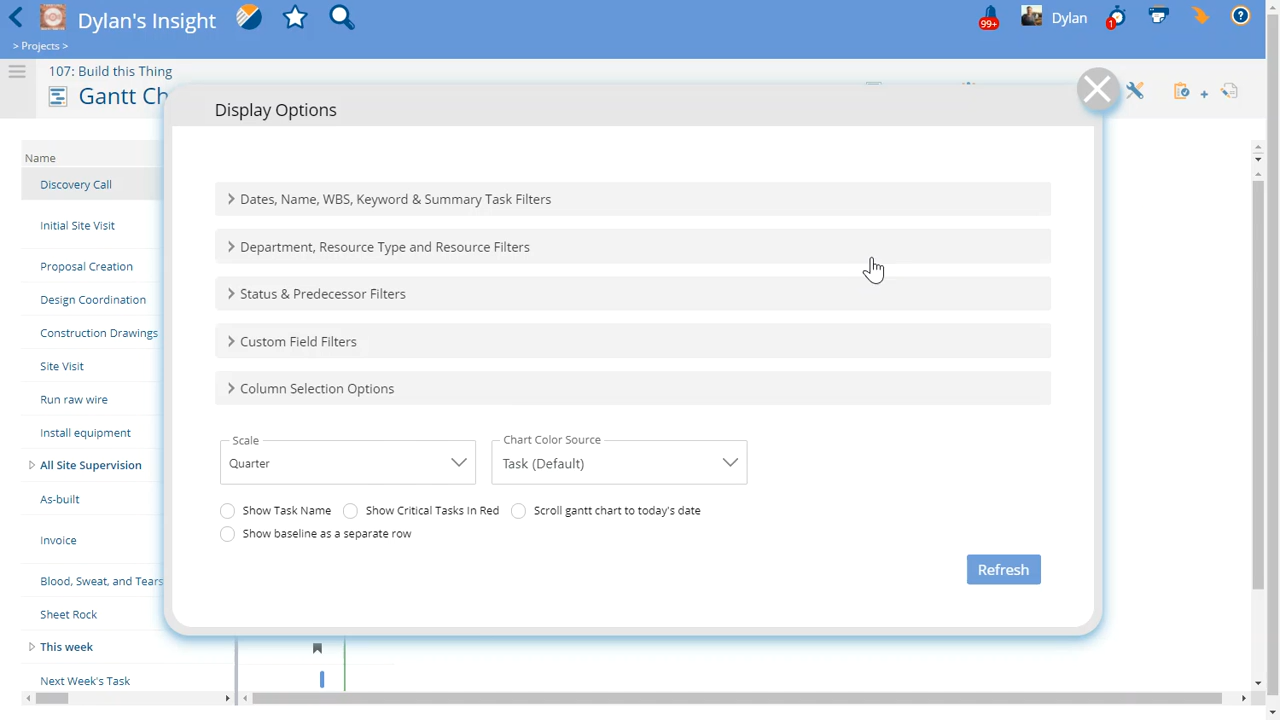 Dylan's Insight
99+
Dylan
1
?
> Projects >
107: Build this Thing
Gantt Ch
Display Options
Name
Discovery Call
Initial Site Visit
Proposal Creation
Design Coordination
Construction Drawings
Site Visit
Run raw wire
Install equipment
All Site Supervision
As-built
Invoice
Blood, Sweat, and Tears
Sheet Rock
This week
Next Week's Task
Dates, Name, WBS, Keyword & Summary Task Filters
Department, Resource Type and Resource Filters
Status & Predecessor Filters
Custom Field Filters
Column Selection Options
Scale
Quarter
Chart Color Source
Task (Default)
Show Task Name
Show Critical Tasks In Red
Scroll gantt chart to today's date
Show baseline as a separate row
Refresh